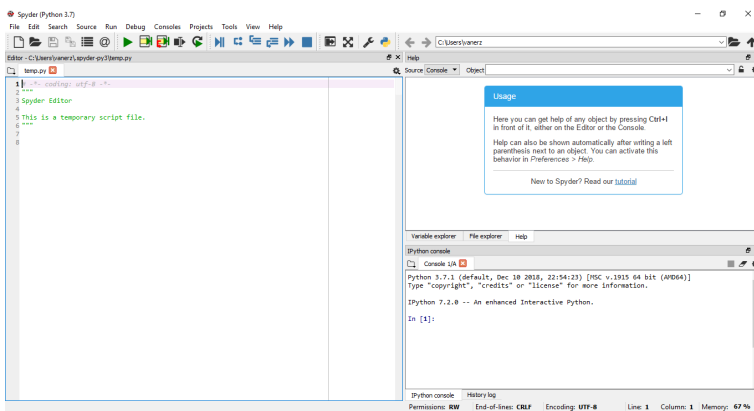 Spyder (Python 3.7)
File Edit Search Source Run Debug Consoles Projects Tools View Help
C:\Users\vanerz
Editor - C:\Users\vanerz\.spyder-py3\temp.py
temp.py
1 # -*- coding: utf-8 -*-
2 """
3 Spyder Editor
4
5 This is a temporary script file.
6 """
7
8
Help
Source Console Object
Usage
Here you can get help of any object by pressing Ctrl+I
in front of it, either on the Editor or the Console.
Help can also be shown automatically after writing a left
parenthesis next to an object. You can activate this
behavior in Preferences > Help.
New to Spyder? Read our tutorial
Variable explorer File explorer Help
IPython console
Console 1/A
Python 3.7.1 (default, Dec 10 2018, 22:54:23) [MSC v.1915 64 bit (AMD64)]
Type "copyright", "credits" or "license" for more information.
IPython 7.2.0 -- An enhanced Interactive Python.
In [1]:
IPython console History log
Permissions: RW End-of-lines: CRLF Encoding: UTF-8 Line: 1 Column: 1 Memory: 67 %